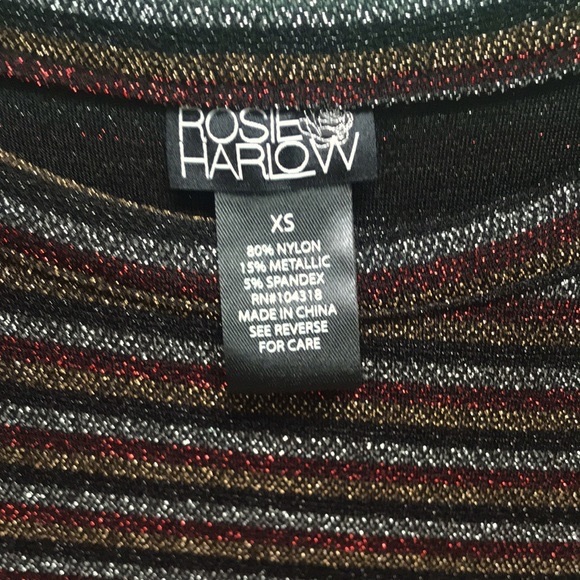 ROSIE
HARLOW
XS
80% NYLON
15% METALLIC
5% SPANDEX
RN#104318
MADE IN CHINA
SEE REVERSE
FOR CARE